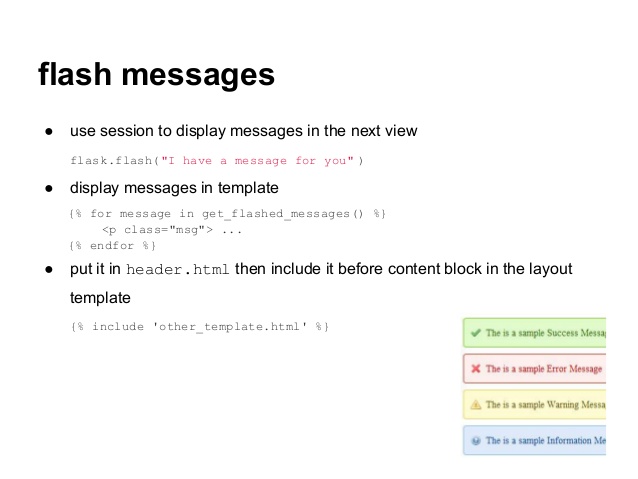 flash messages
● use session to display messages in the next view
flask.flash("I have a message for you")
● display messages in template
{% for message in get_flashed_messages() %}
<p class="msg"> ...
{% endfor %}
● put it in header.html then include it before content block in the layout
template
{% include 'other_template.html' %}
The is a sample Success Messa
The is a sample Error Message
The is a sample Warning Messa
The is a sample Information Me